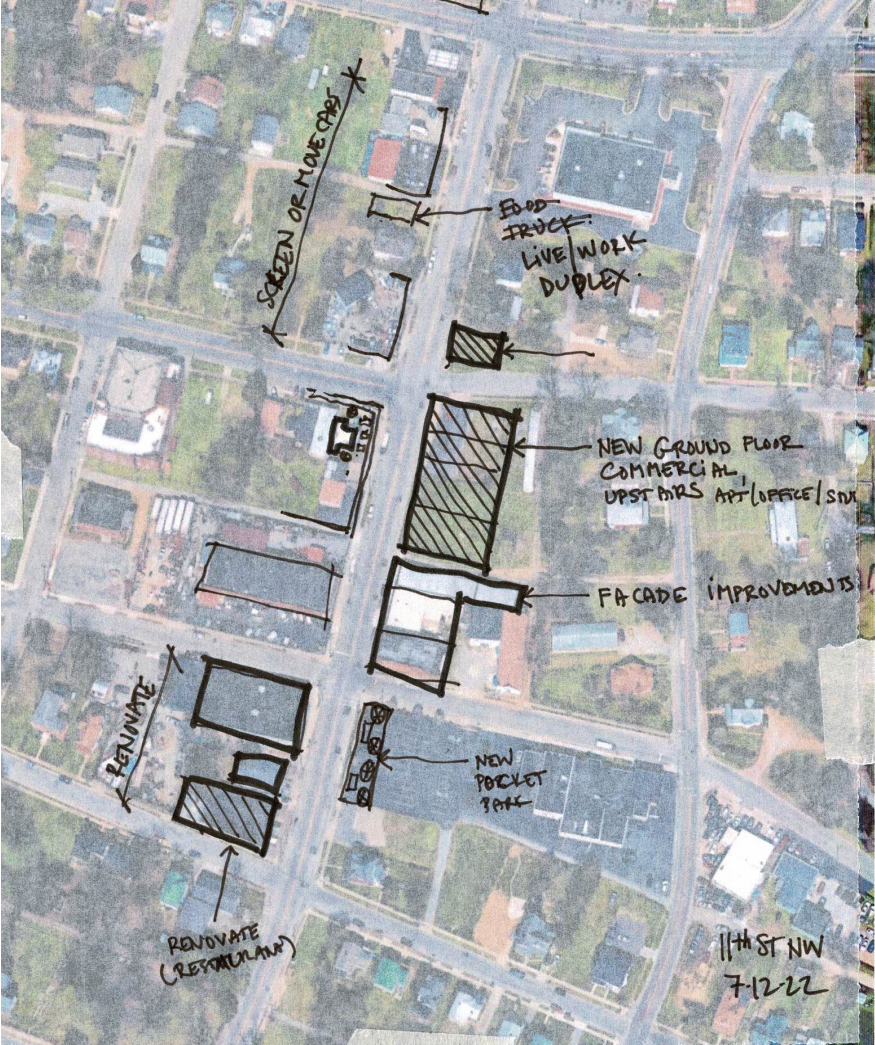 SCREEN OR MOVE CARS
FOOD
TRUCK
LIVE/WORK
DUPLEX.
NEW GROUND FLOOR
COMMERCIAL,
UPSTAIRS APT/OFFICE/
FACADE IMPROVEMENTS
RENOVATE
NEW
POCKET
PARK
RENOVATE
(RESTAURANT)
11th ST NW
7-12-22